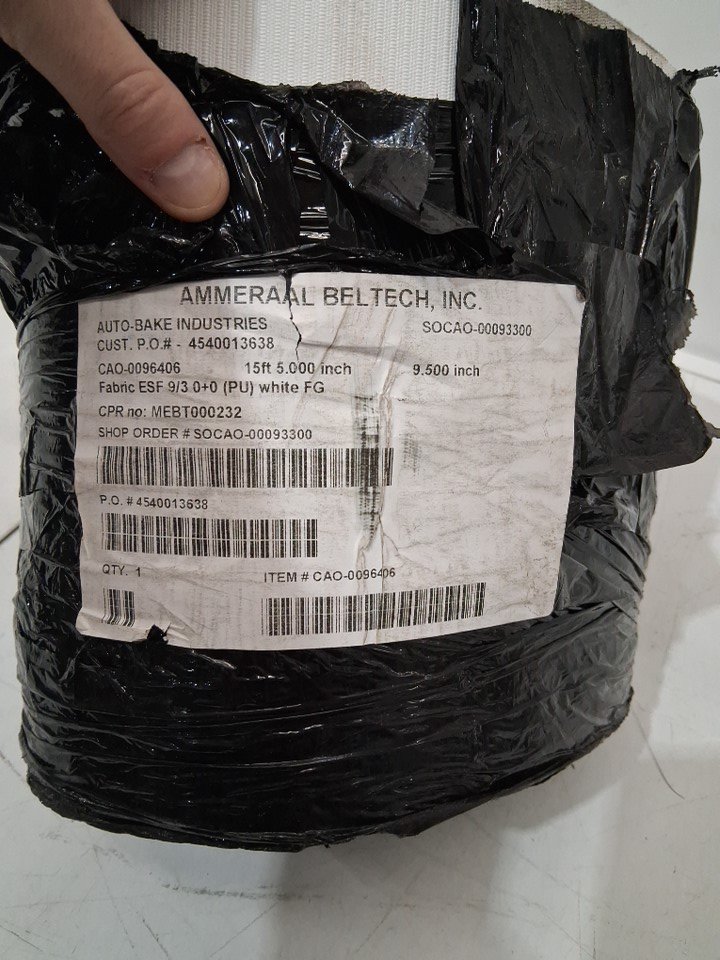 AMMERAAL BELTECH, INC.
AUTO-BAKE INDUSTRIES SOCAO-00093300
CUST. P.O.# - 4540013638
CAO-0096406 15ft 5.000 inch 9.500 inch
Fabric ESF 9/3 0+0 (PU) white FG
CPR no: MEBT000232
SHOP ORDER # SOCAO-00093300
P.O. # 4540013638
QTY. 1 ITEM # CAO-0096406